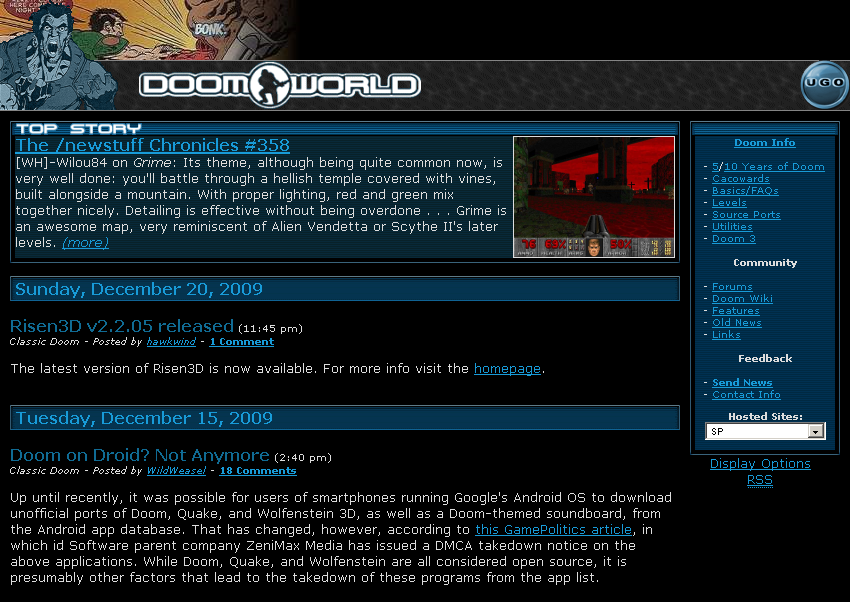 HERE COMES
NIGHT
BONK.
DOOM WORLD
UGO
TOP STORY
The /newstuff Chronicles #358
[WH]-Wilou84 on Grime: Its theme, although being quite common now, is
very well done: you'll battle through a hellish temple covered with vines,
built alongside a mountain. With proper lighting, red and green mix
together nicely. Detailing is effective without being overdone . . . Grime is
an awesome map, very reminiscent of Alien Vendetta or Scythe II's later
levels. (more)
Sunday, December 20, 2009
Risen3D v2.2.05 released (11:45 pm)
Classic Doom - Posted by hawkwind - 1 Comment
The latest version of Risen3D is now available. For more info visit the homepage.
Tuesday, December 15, 2009
Doom on Droid? Not Anymore (2:40 pm)
Classic Doom - Posted by WildWeasel - 18 Comments
Up until recently, it was possible for users of smartphones running Google's Android OS to download
unofficial ports of Doom, Quake, and Wolfenstein 3D, as well as a Doom-themed soundboard, from
the Android app database. That has changed, however, according to this GamePolitics article, in
which id Software parent company ZeniMax Media has issued a DMCA takedown notice on the
above applications. While Doom, Quake, and Wolfenstein are all considered open source, it is
presumably other factors that lead to the takedown of these programs from the app list.
Doom Info
- 5/10 Years of Doom
- Cacowards
- Basics/FAQs
- Levels
- Source Ports
- Utilities
- Doom 3
Community
- Forums
- Doom Wiki
- Features
- Old News
- Links
Feedback
- Send News
- Contact Info
Hosted Sites:
SP
Display Options
RSS